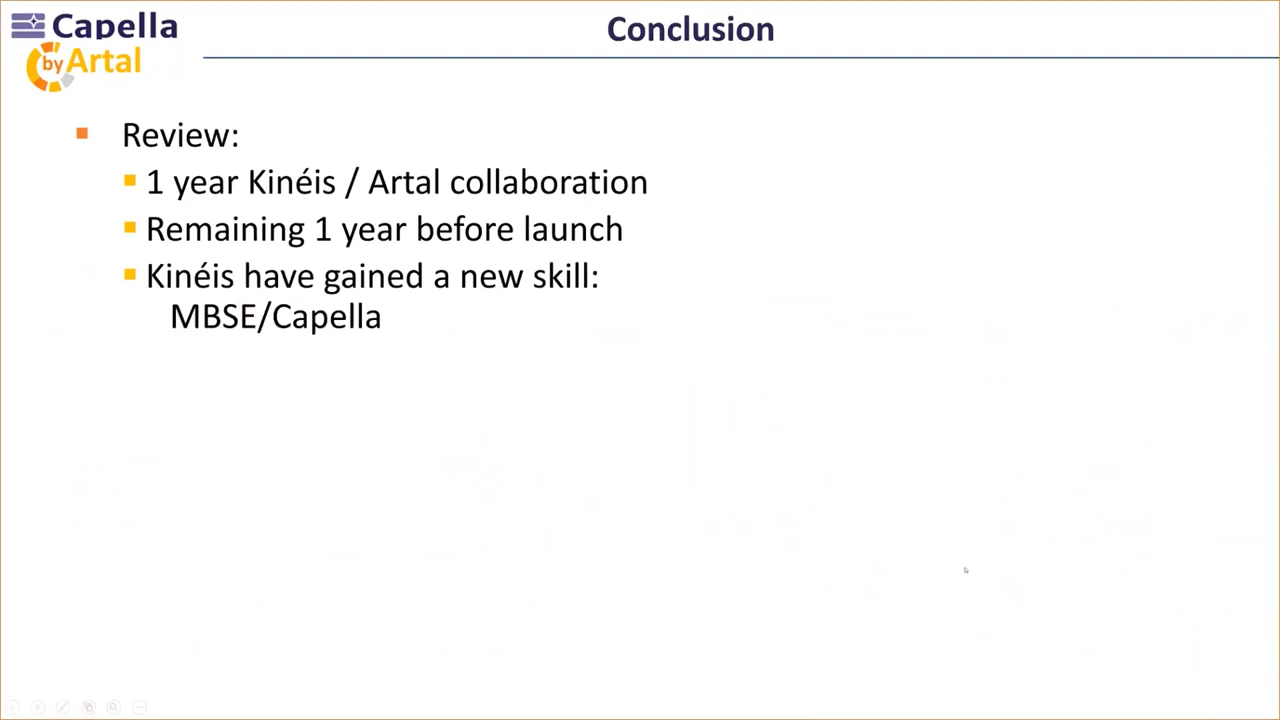 Capella
by Artal
Conclusion
Review:
1 year Kinéis / Artal collaboration
Remaining 1 year before launch
Kinéis have gained a new skill:
MBSE/Capella